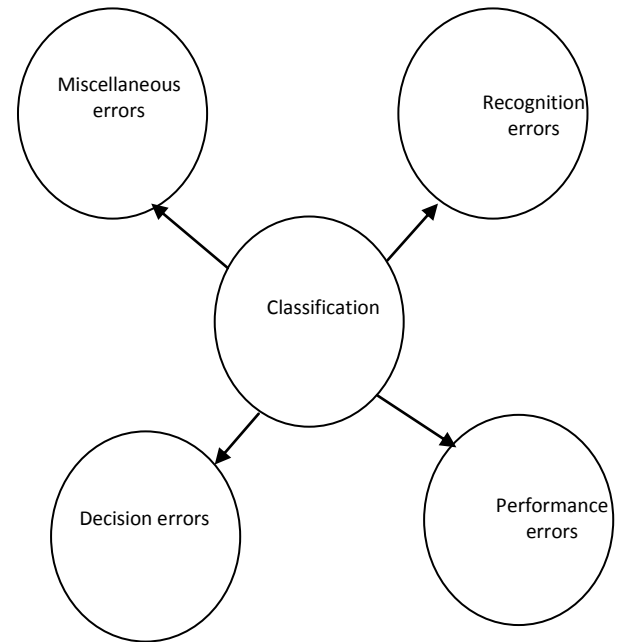 Miscellaneous
errors
Recognition
errors
Classification
Decision errors
Performance
errors